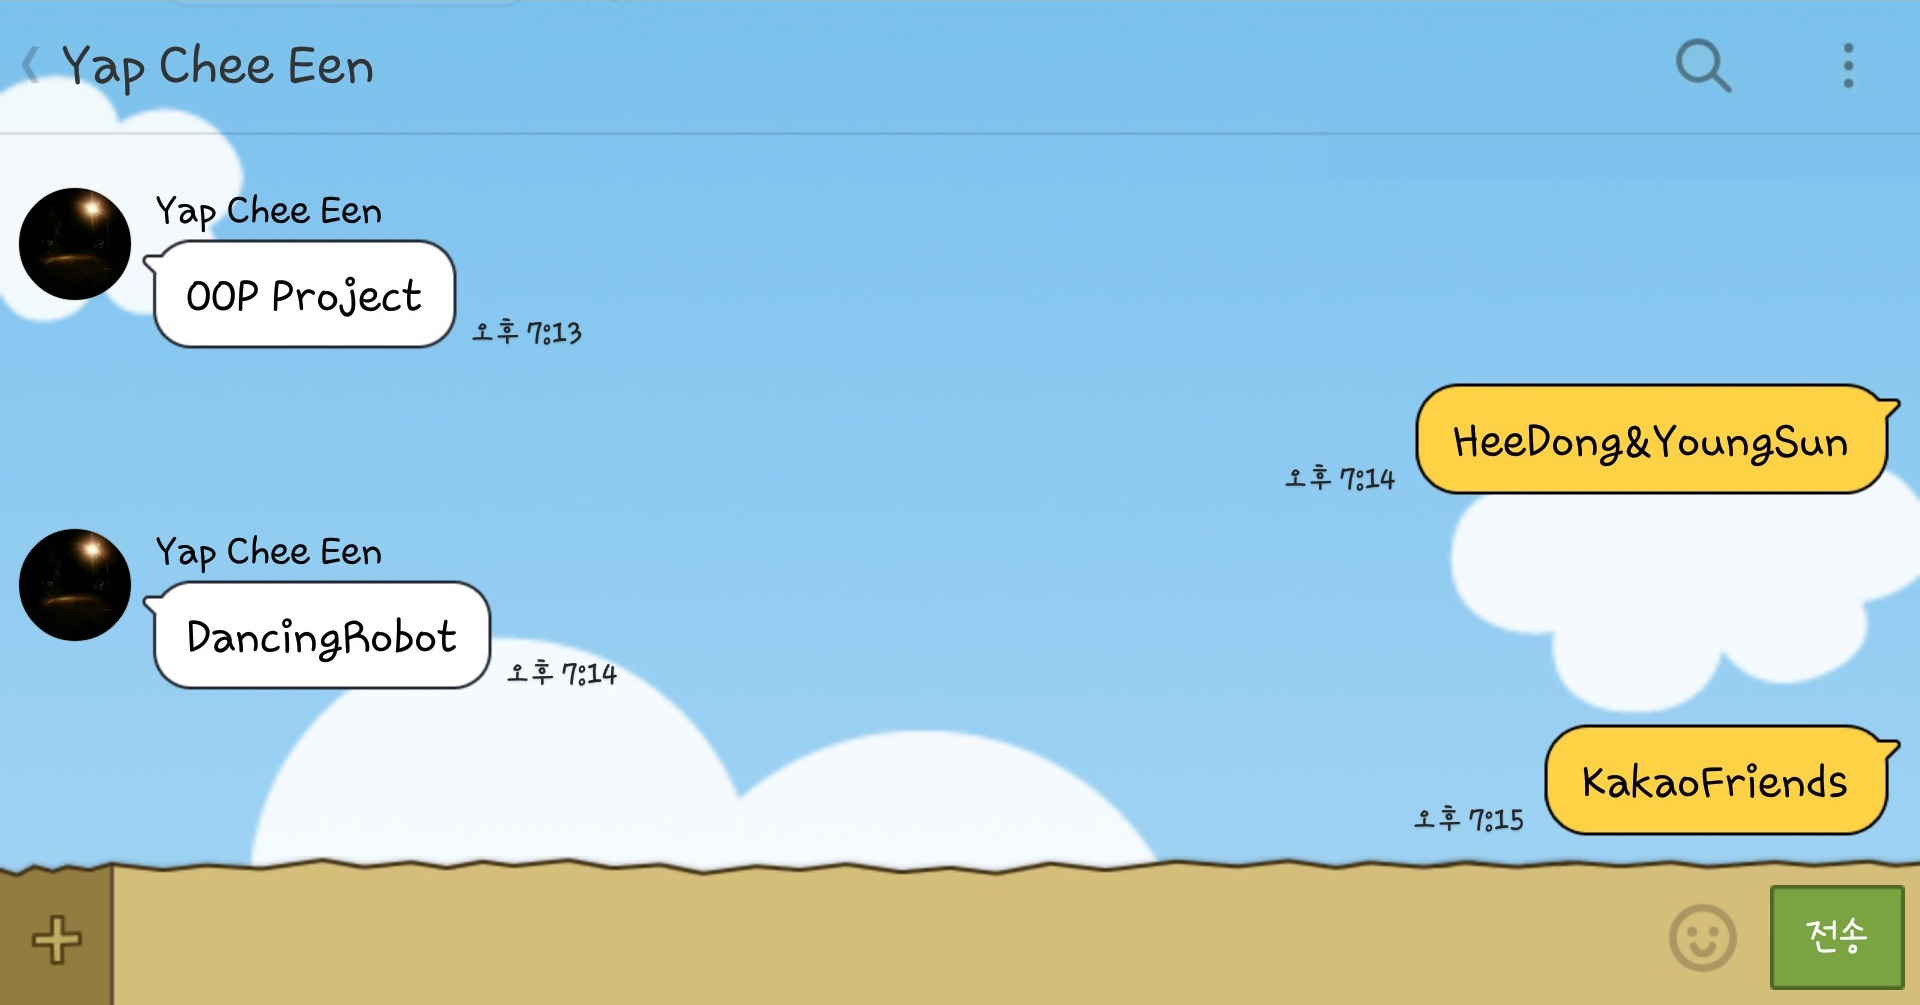 Yap Chee Een
Yap Chee Een
OOP Project
오후 7:13
HeeDong&YoungSun
오후 7:14
Yap Chee Een
DancingRobot
오후 7:14
KakaoFriends
오후 7:15
전송